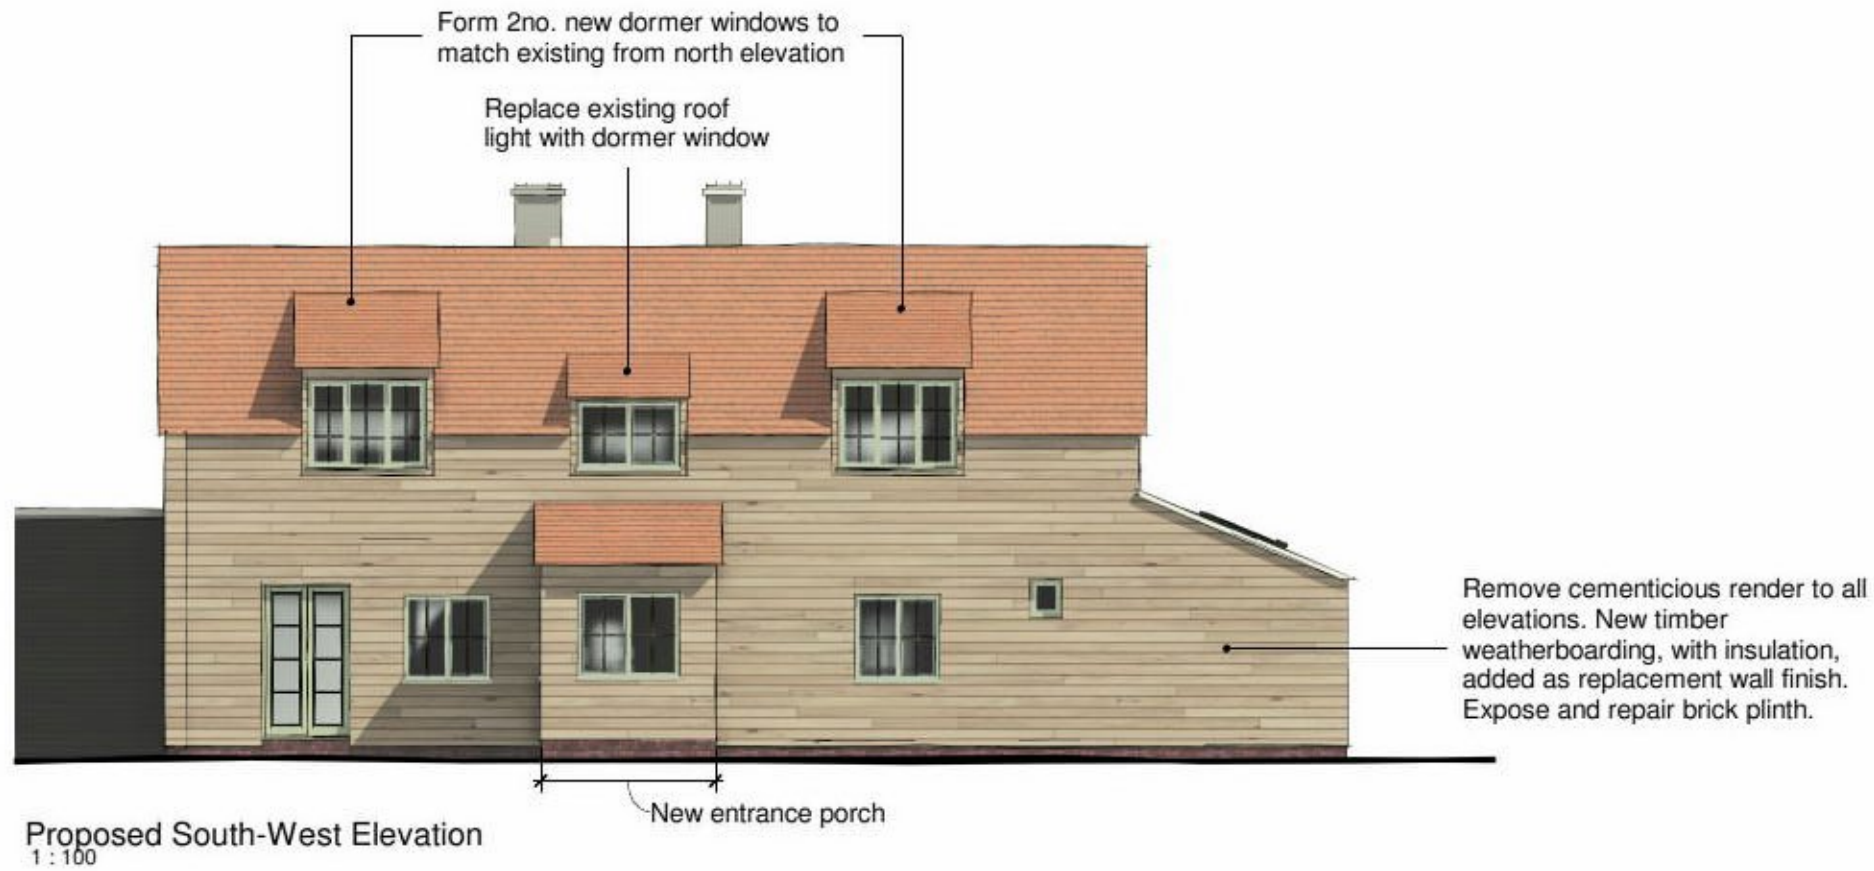 Form 2no. new dormer windows to
match existing from north elevation
Replace existing roof
light with dormer window
Remove cementicious render to all
elevations. New timber
weatherboarding, with insulation,
added as replacement wall finish.
Expose and repair brick plinth.
New entrance porch
Proposed South-West Elevation
1 : 100